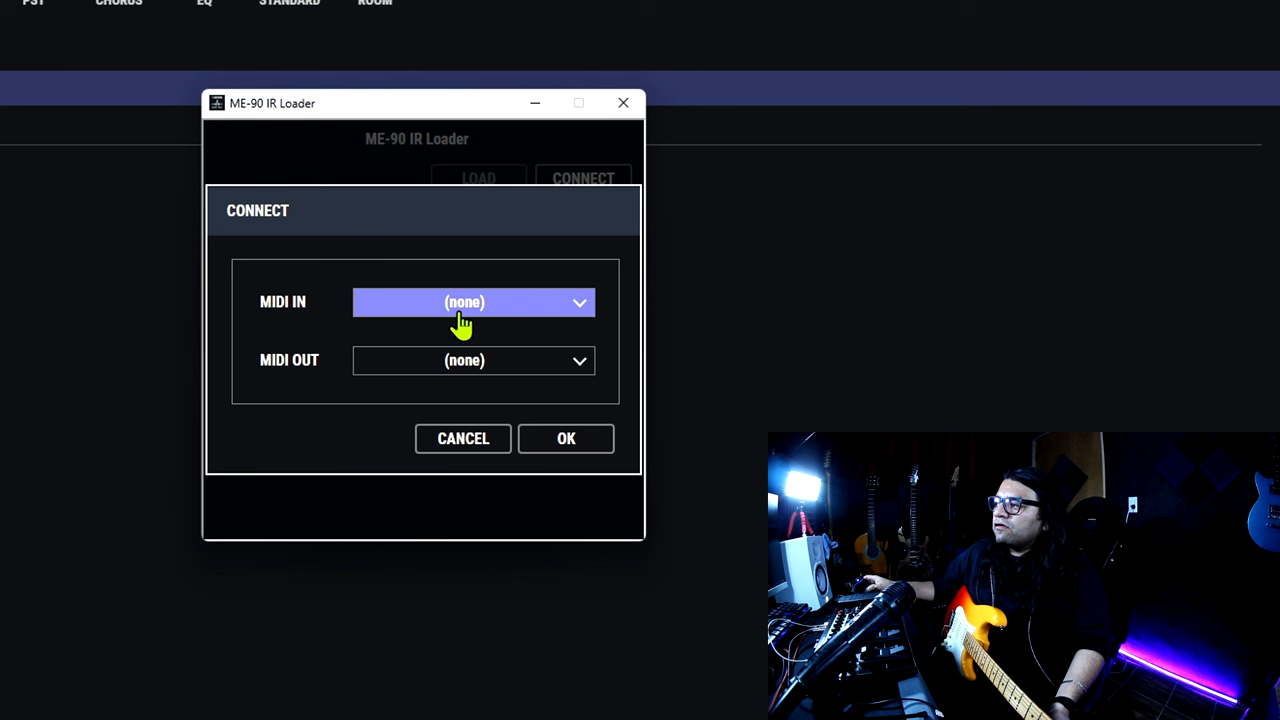 PST CHORUS EQ STANDARD ROOM
ME-90 IR Loader
ME-90 IR Loader
LOAD CONNECT
CONNECT
MIDI IN (none)
MIDI OUT (none)
CANCEL OK